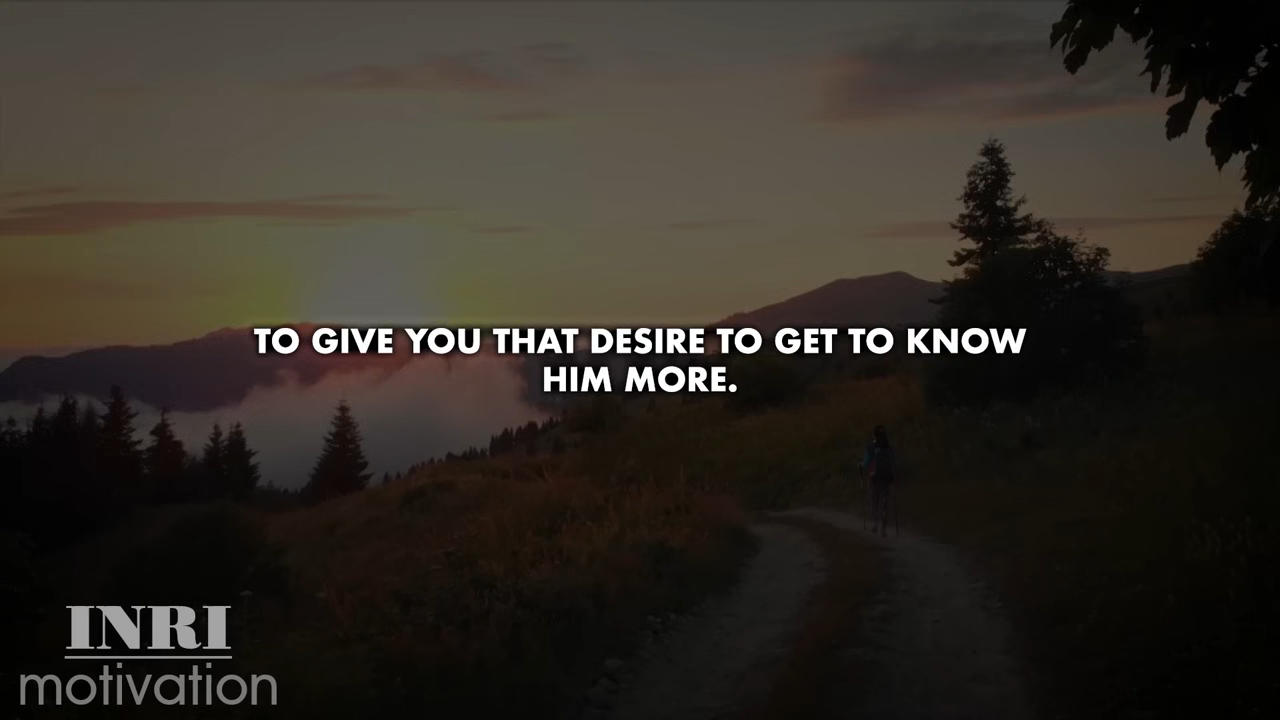 TO GIVE YOU THAT DESIRE TO GET TO KNOW
HIM MORE.
INRI
motivation